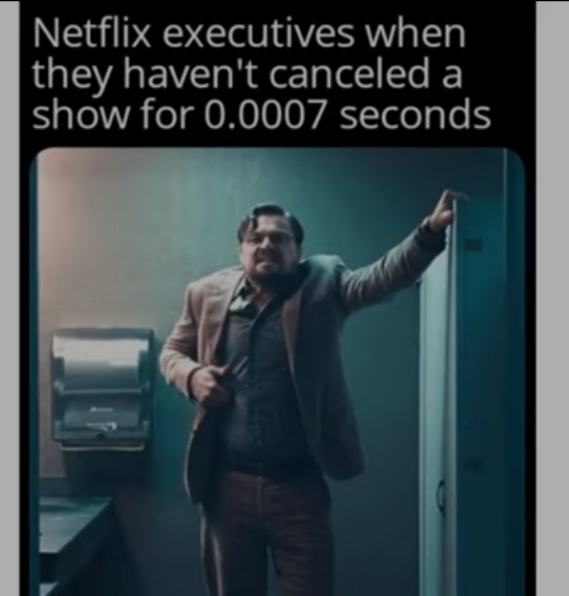 Netflix executives when
they haven't canceled a
show for 0.0007 seconds